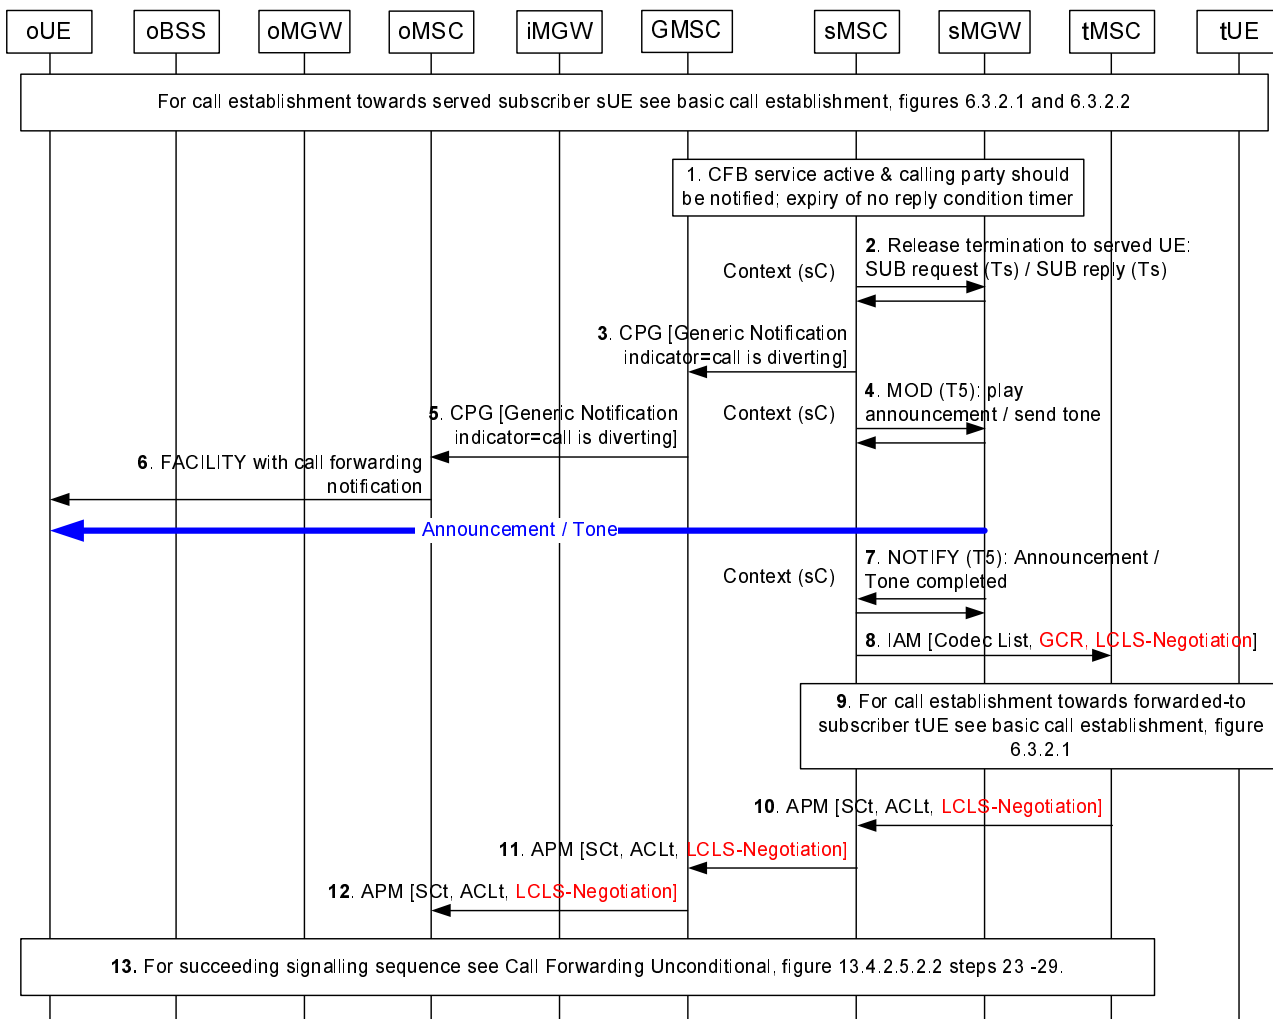 oUE oBSS oMGW oMSC iMGW GMSC sMSC sMGW tMSC tUE
For call establishment towards served subscriber sUE see basic call establishment, figures 6.3.2.1 and 6.3.2.2
1. CFB service active & calling party should
be notified; expiry of no reply condition timer
2. Release termination to served UE:
SUB request (Ts) / SUB reply (Ts)
Context (sC)
3. CPG [Generic Notification
indicator=call is diverting]
4. MOD (T5): play
announcement / send tone
Context (sC)
5. CPG [Generic Notification
indicator=call is diverting]
6. FACILITY with call forwarding
notification
Announcement / Tone
7. NOTIFY (T5): Announcement /
Tone completed
Context (sC)
8. IAM [Codec List, GCR, LCLS-Negotiation]
9. For call establishment towards forwarded-to
subscriber tUE see basic call establishment, figure
6.3.2.1
10. APM [SCt, ACLt, LCLS-Negotiation]
11. APM [SCt, ACLt, LCLS-Negotiation]
12. APM [SCt, ACLt, LCLS-Negotiation]
13. For succeeding signalling sequence see Call Forwarding Unconditional, figure 13.4.2.5.2.2 steps 23 -29.